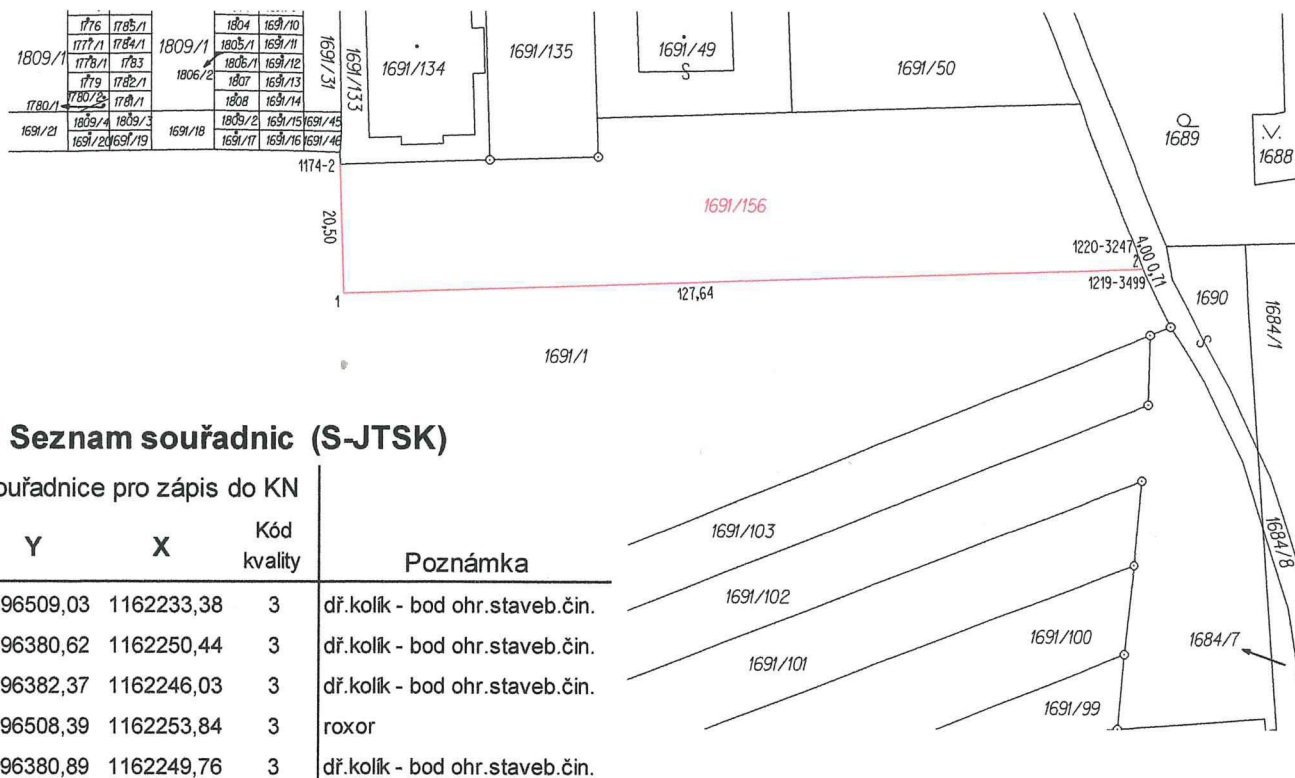 1776 1785/1 1804 1691/10
1809/1 1777/1 1784/1 1809/1 1805/1 1691/11 1691/31 1691/133 1691/134 1691/135 1691/49 1691/50
1778/1 1783 1806/2 1806/1 1691/12
1779 1782/1 1807 1691/13
1780/1 1780/2 1781/1 1808 1691/14
1691/21 1809/4 1809/3 1691/18 1809/2 1691/15 1691/45
1691/20 1691/19 1691/17 1691/16 1691/46
1689
1688
1174-2
1691/156
20,50
1220-3247 4,00 0,71
2
1219-3499
1
127,64
1690
1684/1
1691/1
Seznam souřadnic (S-JTSK)
ouřadnice pro zápis do KN
Y X Kód kvality Poznámka
96509,03 1162233,38 3 dř.kolík - bod ohr.staveb.čin.
96380,62 1162250,44 3 dř.kolík - bod ohr.staveb.čin.
96382,37 1162246,03 3 dř.kolík - bod ohr.staveb.čin.
96508,39 1162253,84 3 roxor
96380,89 1162249,76 3 dř.kolík - bod ohr.staveb.čin.
1691/103
1691/102
1691/101
1691/100
1691/99
1684/7
1684/8